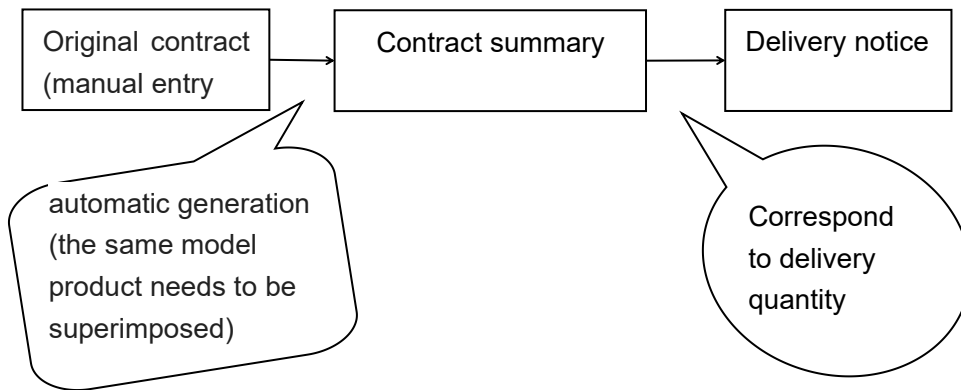 Original contract
(manual entry
Contract summary
Delivery notice
automatic generation
(the same model
product needs to be
superimposed)
Correspond
to delivery
quantity